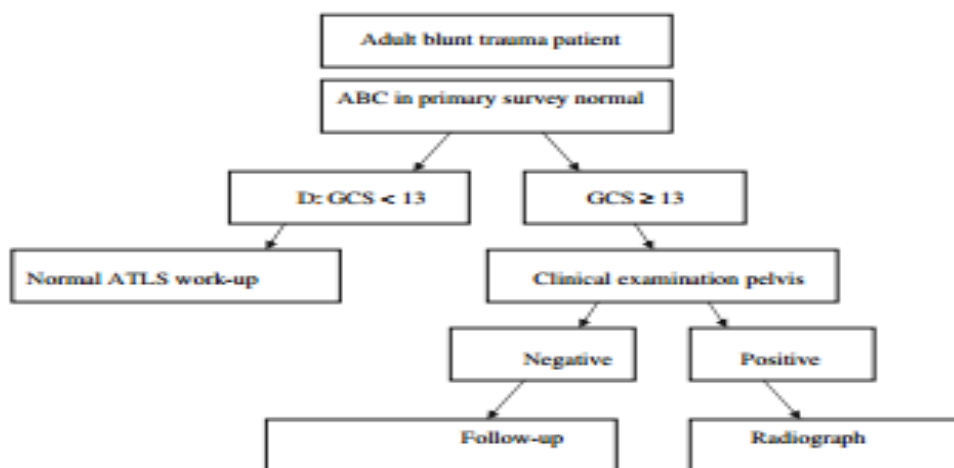 Adult blunt trauma patient
ABC in primary survey normal
D: GCS < 13
GCS ≥ 13
Normal ATLS work-up
Clinical examination pelvis
Negative
Positive
Follow-up
Radiograph